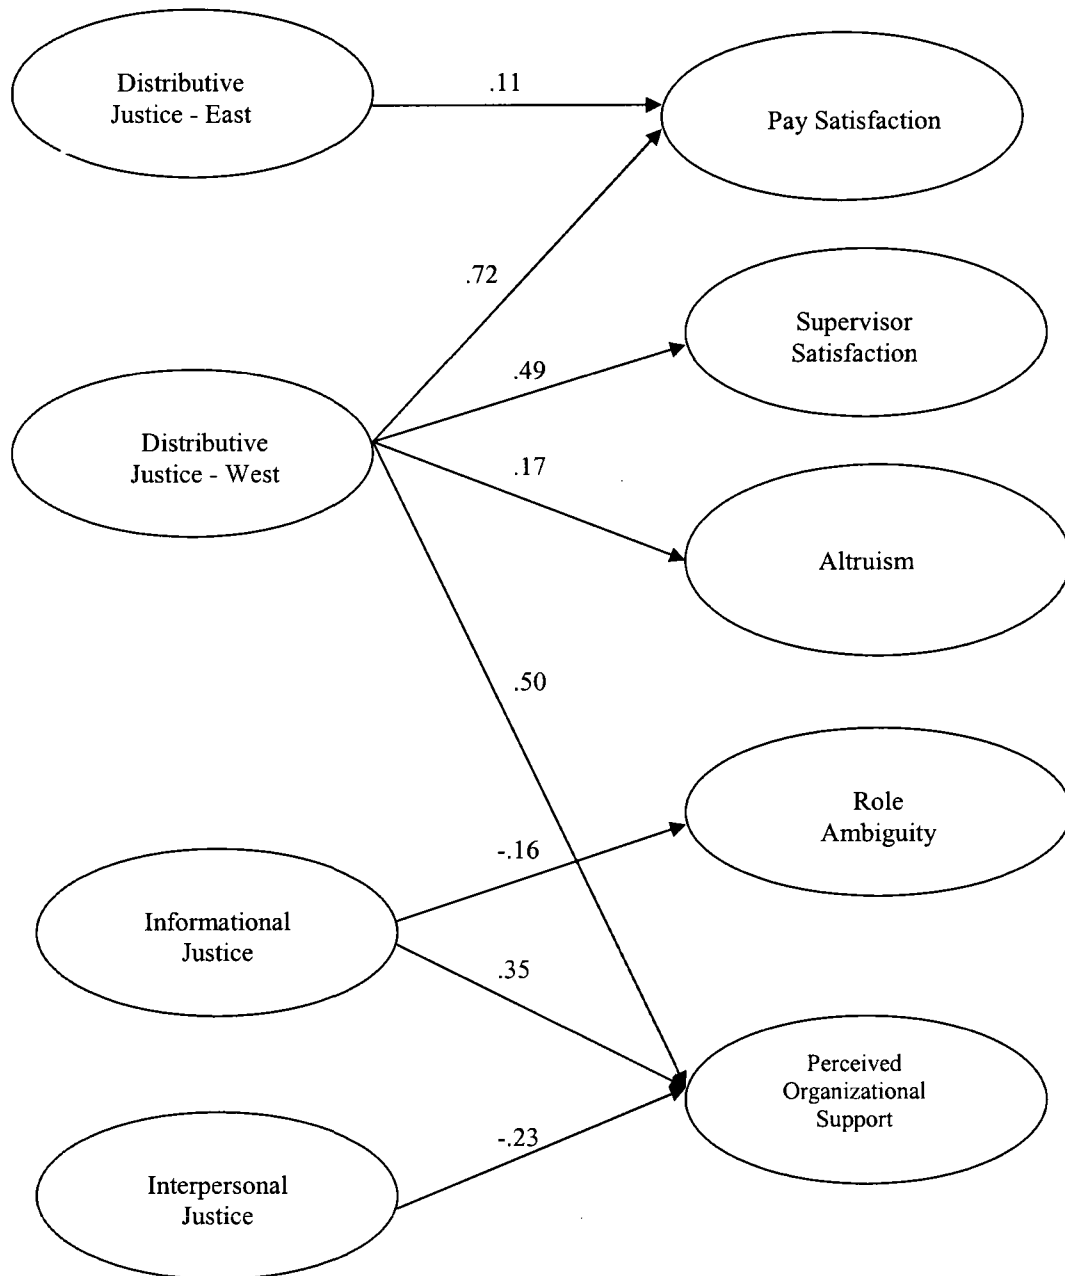 Distributive
Justice - East
.11
Pay Satisfaction
.72
Supervisor
Satisfaction
.49
Distributive
Justice - West
.17
Altruism
.50
Role
Ambiguity
-.16
Informational
Justice
.35
Perceived
Organizational
Support
-.23
Interpersonal
Justice